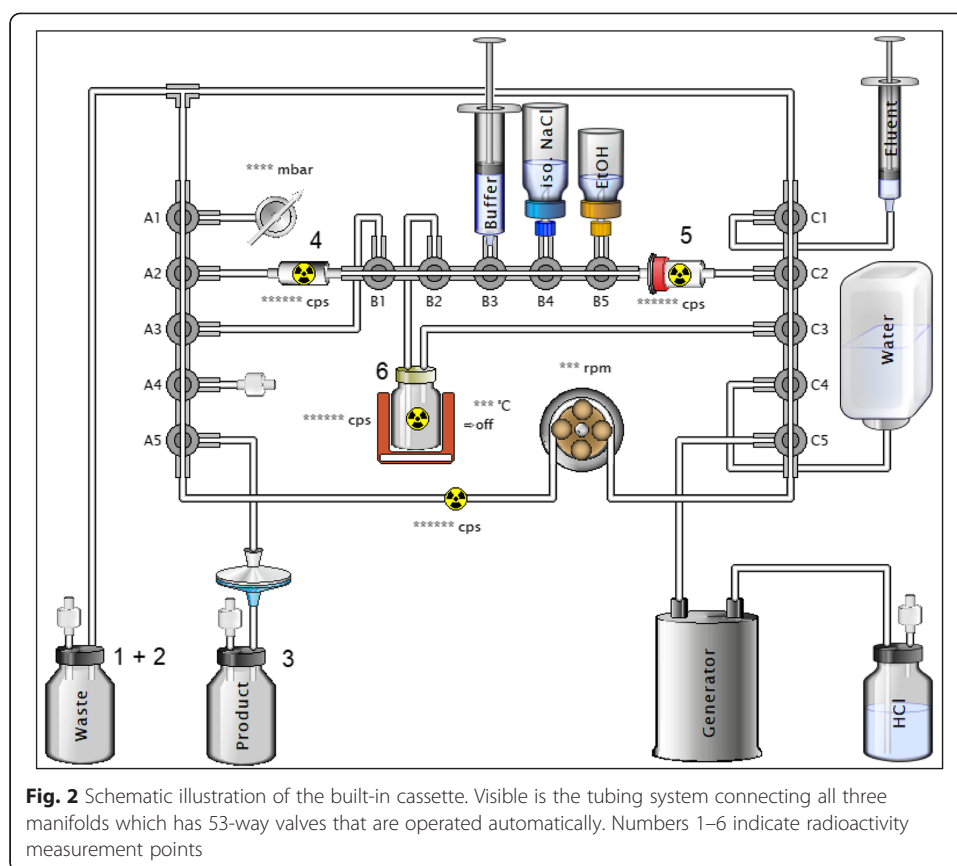 **** mbar
A1
A2
A3
A4
A5
4
****** cps
B1
B2
B3
B4
B5
Buffer
iso. NaCl
EtOH
5
****** cps
Eluent
C1
C2
C3
C4
C5
Water
6
****** cps
*** °C
⇨off
*** rpm
****** cps
1 + 2
Waste
3
Product
Generator
HCl
Fig. 2 Schematic illustration of the built-in cassette. Visible is the tubing system connecting all three
manifolds which has 53-way valves that are operated automatically. Numbers 1–6 indicate radioactivity
measurement points